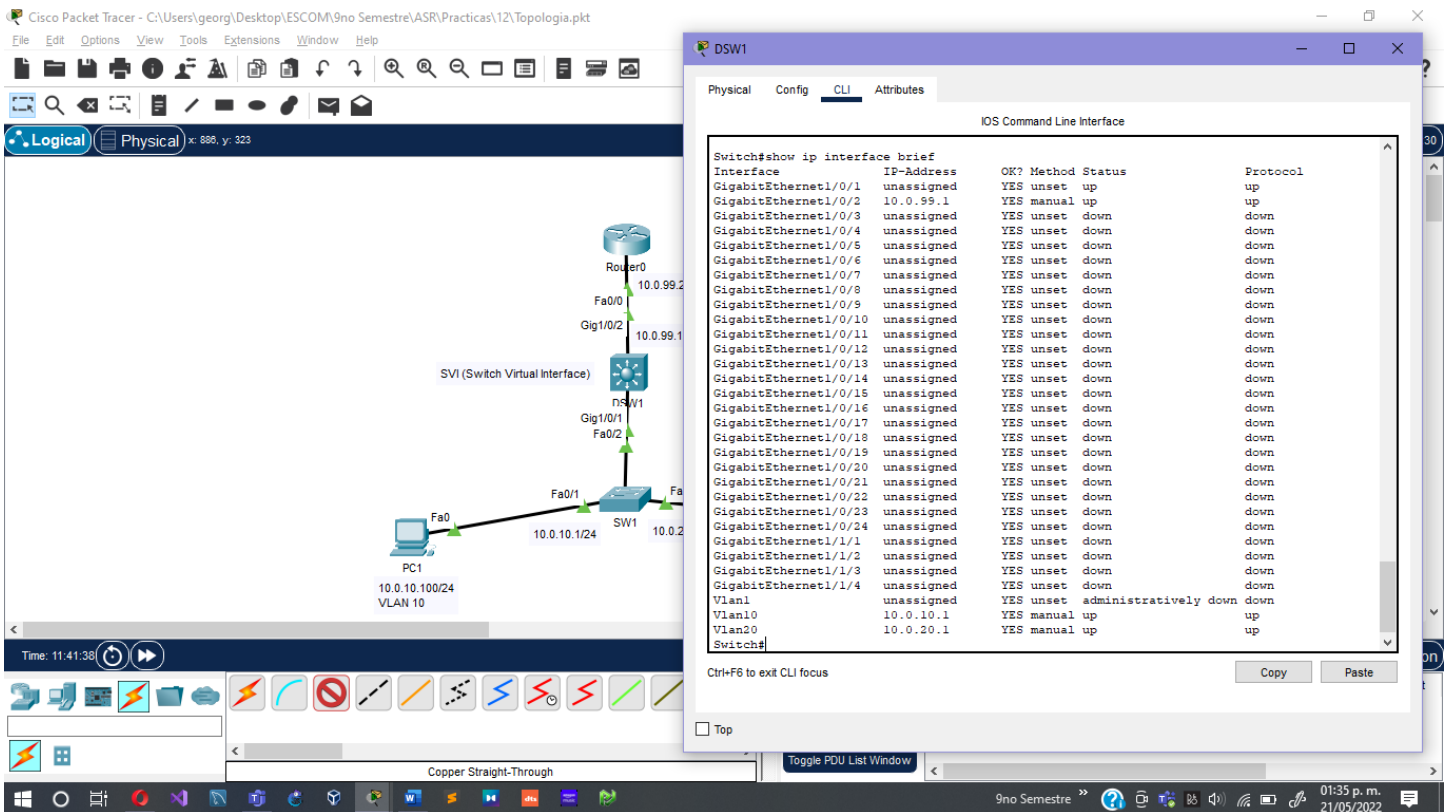 Cisco Packet Tracer - C:\Users\georg\Desktop\ESCOM\9no Semestre\ASR\Practicas\12\Topologia.pkt
File Edit Options View Tools Extensions Window Help
Logical Physical x: 886, y: 323
Router0
10.0.99.2
Fa0/0
Gig1/0/2
10.0.99.1
SVI (Switch Virtual Interface)
DSW1
Gig1/0/1
Fa0/2
Fa0/1
Fa
Fa0
SW1
10.0.10.1/24
10.0.2
PC1
10.0.10.100/24
VLAN 10
Time: 11:41:38
Copper Straight-Through
DSW1
Physical Config CLI Attributes
IOS Command Line Interface
Switch#show ip interface brief
Interface IP-Address OK? Method Status Protocol
GigabitEthernet1/0/1 unassigned YES unset up up
GigabitEthernet1/0/2 10.0.99.1 YES manual up up
GigabitEthernet1/0/3 unassigned YES unset down down
GigabitEthernet1/0/4 unassigned YES unset down down
GigabitEthernet1/0/5 unassigned YES unset down down
GigabitEthernet1/0/6 unassigned YES unset down down
GigabitEthernet1/0/7 unassigned YES unset down down
GigabitEthernet1/0/8 unassigned YES unset down down
GigabitEthernet1/0/9 unassigned YES unset down down
GigabitEthernet1/0/10 unassigned YES unset down down
GigabitEthernet1/0/11 unassigned YES unset down down
GigabitEthernet1/0/12 unassigned YES unset down down
GigabitEthernet1/0/13 unassigned YES unset down down
GigabitEthernet1/0/14 unassigned YES unset down down
GigabitEthernet1/0/15 unassigned YES unset down down
GigabitEthernet1/0/16 unassigned YES unset down down
GigabitEthernet1/0/17 unassigned YES unset down down
GigabitEthernet1/0/18 unassigned YES unset down down
GigabitEthernet1/0/19 unassigned YES unset down down
GigabitEthernet1/0/20 unassigned YES unset down down
GigabitEthernet1/0/21 unassigned YES unset down down
GigabitEthernet1/0/22 unassigned YES unset down down
GigabitEthernet1/0/23 unassigned YES unset down down
GigabitEthernet1/0/24 unassigned YES unset down down
GigabitEthernet1/1/1 unassigned YES unset down down
GigabitEthernet1/1/2 unassigned YES unset down down
GigabitEthernet1/1/3 unassigned YES unset down down
GigabitEthernet1/1/4 unassigned YES unset down down
Vlan1 unassigned YES unset administratively down down
Vlan10 10.0.10.1 YES manual up up
Vlan20 10.0.20.1 YES manual up up
Switch#
Ctrl+F6 to exit CLI focus
Copy Paste
Top
Toggle PDU List Window
9no Semestre
01:35 p. m.
21/05/2022